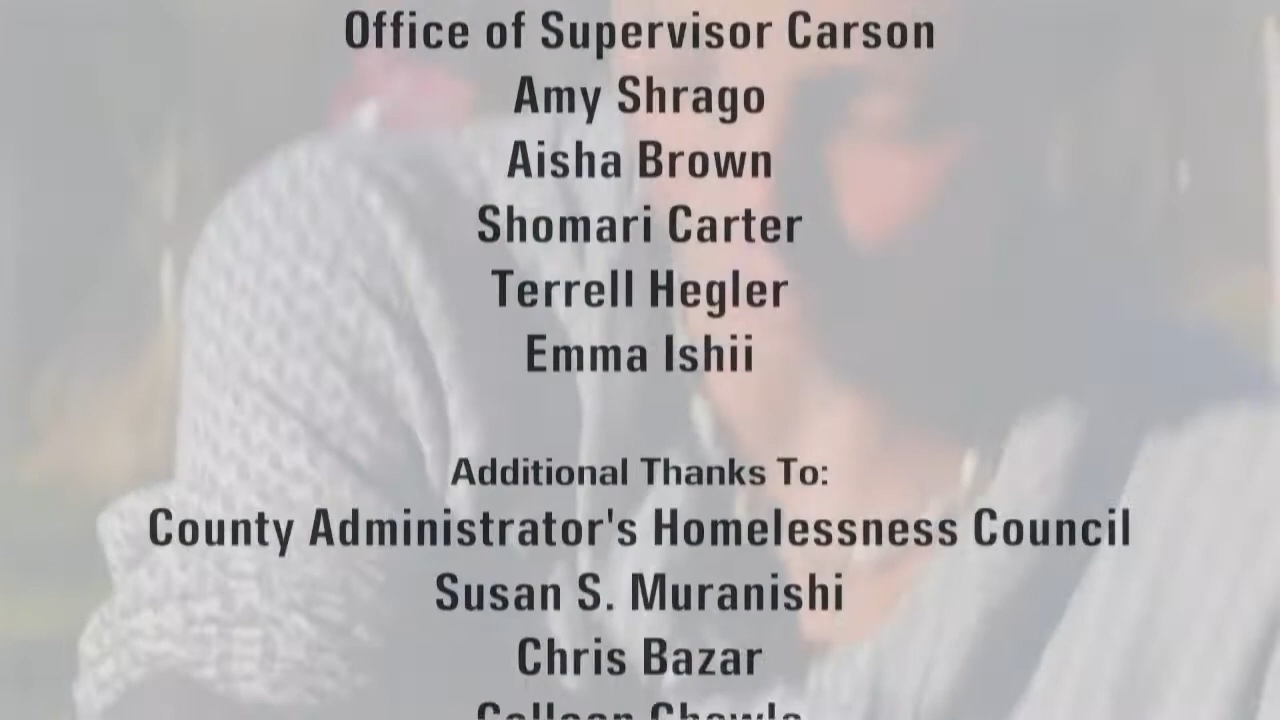 Office of Supervisor Carson
Amy Shrago
Aisha Brown
Shomari Carter
Terrell Hegler
Emma Ishii
Additional Thanks To:
County Administrator's Homelessness Council
Susan S. Muranishi
Chris Bazar